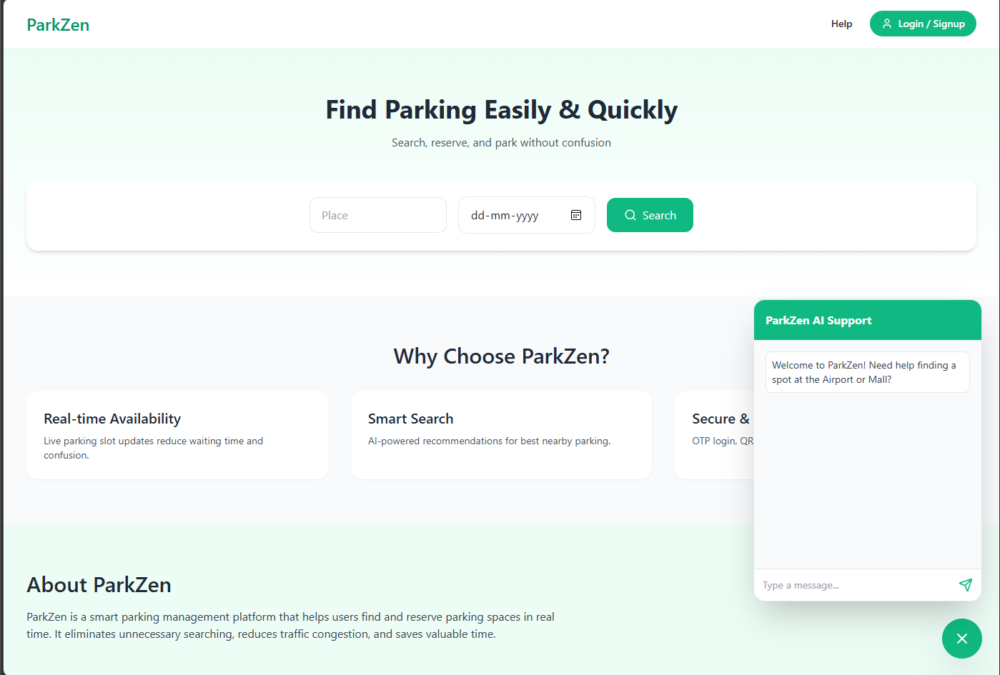 ParkZen
Help
Login / Signup
Find Parking Easily & Quickly
Search, reserve, and park without confusion
Place
dd-mm-yyyy
Search
Why Choose ParkZen?
Real-time Availability
Live parking slot updates reduce waiting time and
confusion.
Smart Search
AI-powered recommendations for best nearby parking.
Secure &
OTP login, QR
ParkZen AI Support
Welcome to ParkZen! Need help finding a
spot at the Airport or Mall?
Type a message...
About ParkZen
ParkZen is a smart parking management platform that helps users find and reserve parking spaces in real
time. It eliminates unnecessary searching, reduces traffic congestion, and saves valuable time.